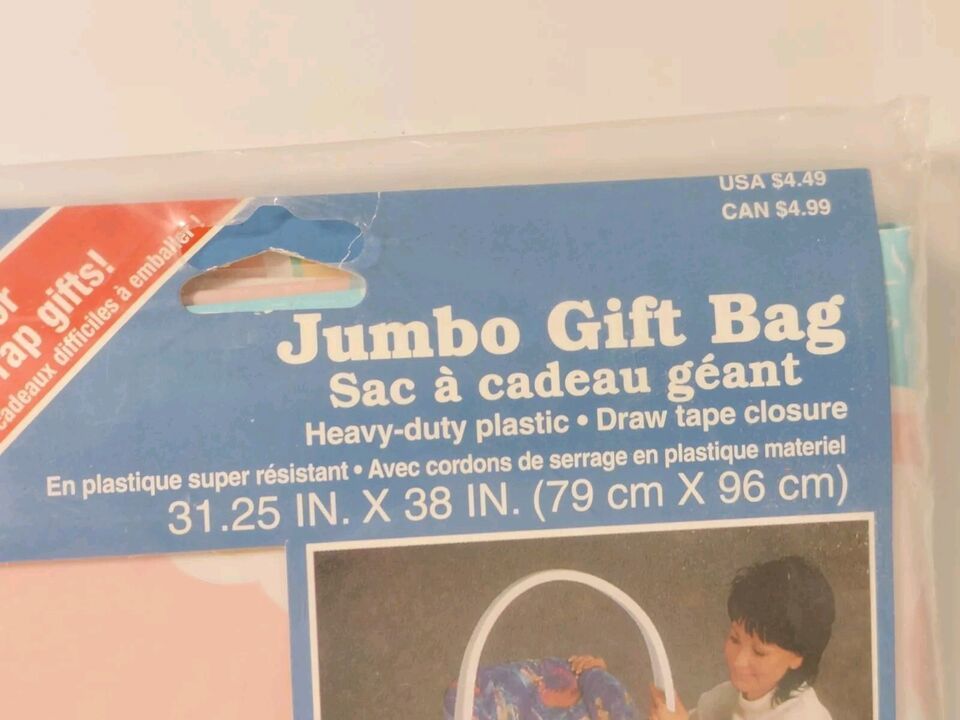 USA $4.49
CAN $4.99
gifts!
cadeaux difficiles à emballer!
Jumbo Gift Bag
Sac à cadeau géant
Heavy-duty plastic • Draw tape closure
En plastique super résistant • Avec cordons de serrage en plastique materiel
31.25 IN. X 38 IN. (79 cm X 96 cm)